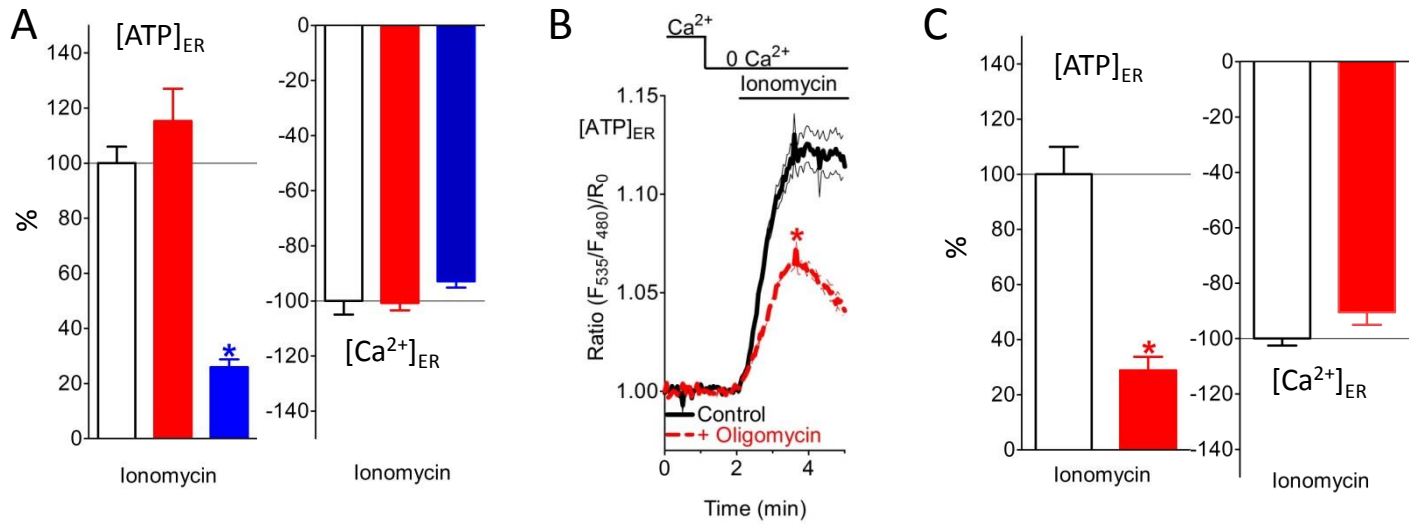 A
[ATP]ER
140
120
100
80
60
40
20
0
%
*
Ionomycin
0
-20
-40
-60
-80
-100
-120
-140
[Ca2+]ER
Ionomycin
B
Ca2+
0 Ca2+
Ionomycin
1.15
[ATP]ER
1.10
1.05
1.00
Ratio (F535/F480)/R0
*
Control
+ Oligomycin
0
2
4
Time (min)
C
[ATP]ER
140
120
100
80
60
40
20
0
%
*
Ionomycin
0
-20
-40
-60
-80
-100
-120
-140
[Ca2+]ER
Ionomycin